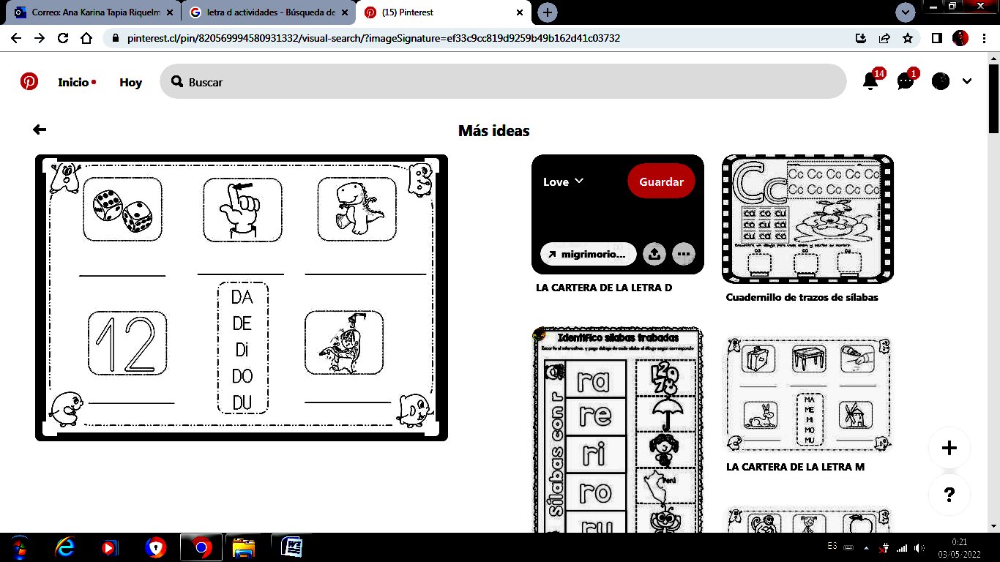 Correo: Ana Karina Tapia Riquelm
letra d actividades - Búsqueda de
(15) Pinterest
pinterest.cl/pin/820569994580931332/visual-search/?imageSignature=ef33c9cc819d9259b49b162d41c03732
Inicio
Hoy
Buscar
14
1
Más ideas
12
DA
DE
Di
DO
DU
Love
Guardar
migrimorio...
LA CARTERA DE LA LETRA D
Cc
Cc Cc Cc Cc Cc
Cc Cc Cc Cc Cc
co co cu
co cu co
cu co co
Cuadernillo de trazos de sílabas
Identifico sílabas trabadas
Sílabas con r
ra
re
ri
ro
ru
Perú
MA
ME
MI
MO
MU
LA CARTERA DE LA LETRA M
+
?
ES
0:21
03/05/2022